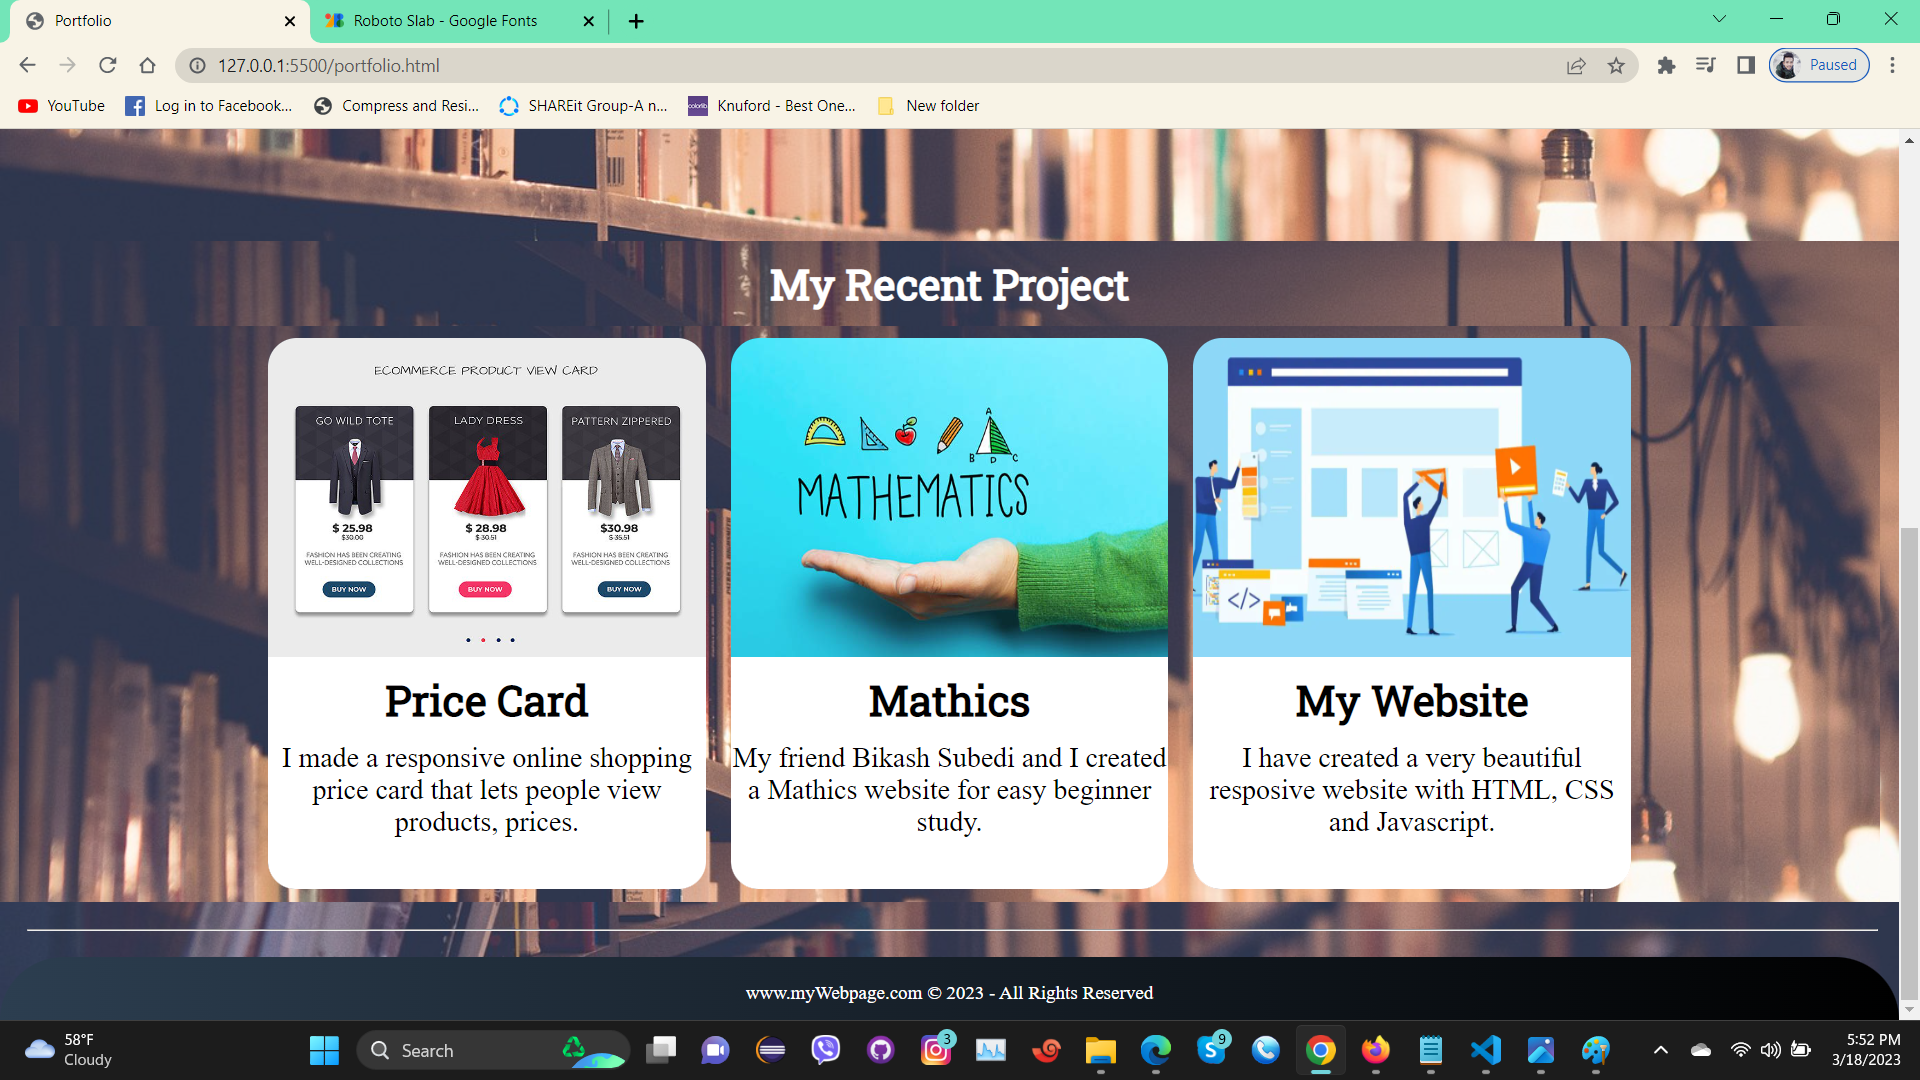 Portfolio
Roboto Slab - Google Fonts
127.0.0.1:5500/portfolio.html
Paused
YouTube
Log in to Facebook...
Compress and Resi...
SHAREit Group-A n...
colorlib.
Knuford - Best One...
New folder
My Recent Project
ECOMMERCE PRODUCT VIEW CARD
GO WILD TOTE
LADY DRESS
PATTERN ZIPPERED
$ 25.98
$ 28.98
$30.98
$30.00
$ 30.51
$ 35.51
FASHION HAS BEEN CREATING
WELL-DESIGNED COLLECTIONS
FASHION HAS BEEN CREATING
WELL-DESIGNED COLLECTIONS
FASHION HAS BEEN CREATING
WELL-DESIGNED COLLECTIONS
BUY NOW
BUY NOW
BUY NOW
A
B D C
MATHEMATICS
</>
Price Card
I made a responsive online shopping
price card that lets people view
products, prices.
Mathics
My friend Bikash Subedi and I created
a Mathics website for easy beginner
study.
My Website
I have created a very beautiful
resposive website with HTML, CSS
and Javascript.
www.myWebpage.com © 2023 - All Rights Reserved
58°F
Cloudy
Search
3
9
5:52 PM
3/18/2023